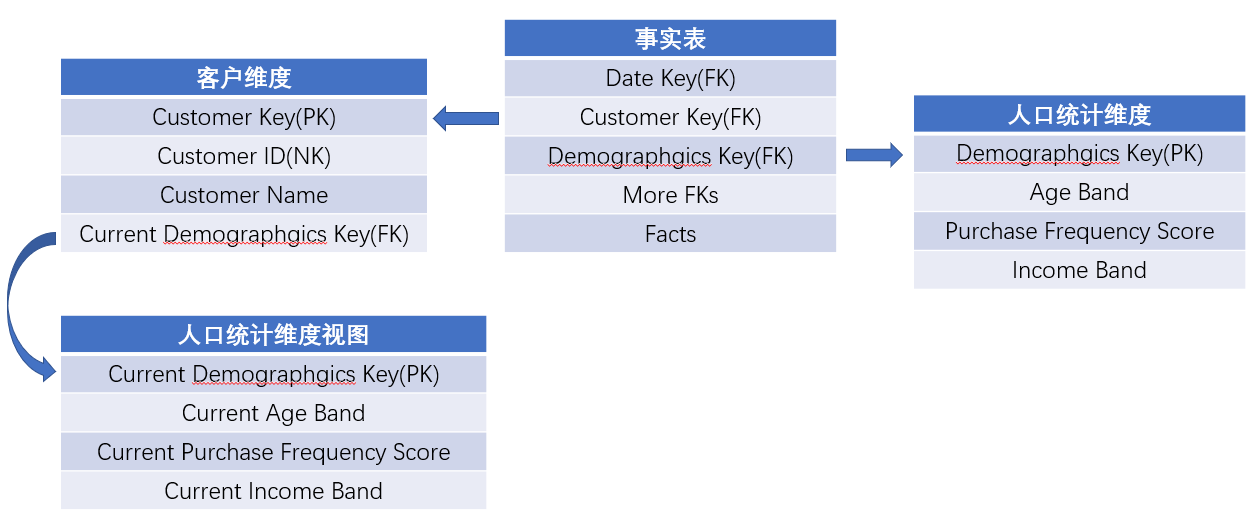 客户维度
Customer Key(PK)
Customer ID(NK)
Customer Name
Current Demographgics Key(FK)
事实表
Date Key(FK)
Customer Key(FK)
Demographgics Key(FK)
More FKs
Facts
人口统计维度
Demographgics Key(PK)
Age Band
Purchase Frequency Score
Income Band
人口统计维度视图
Current Demographgics Key(PK)
Current Age Band
Current Purchase Frequency Score
Current Income Band